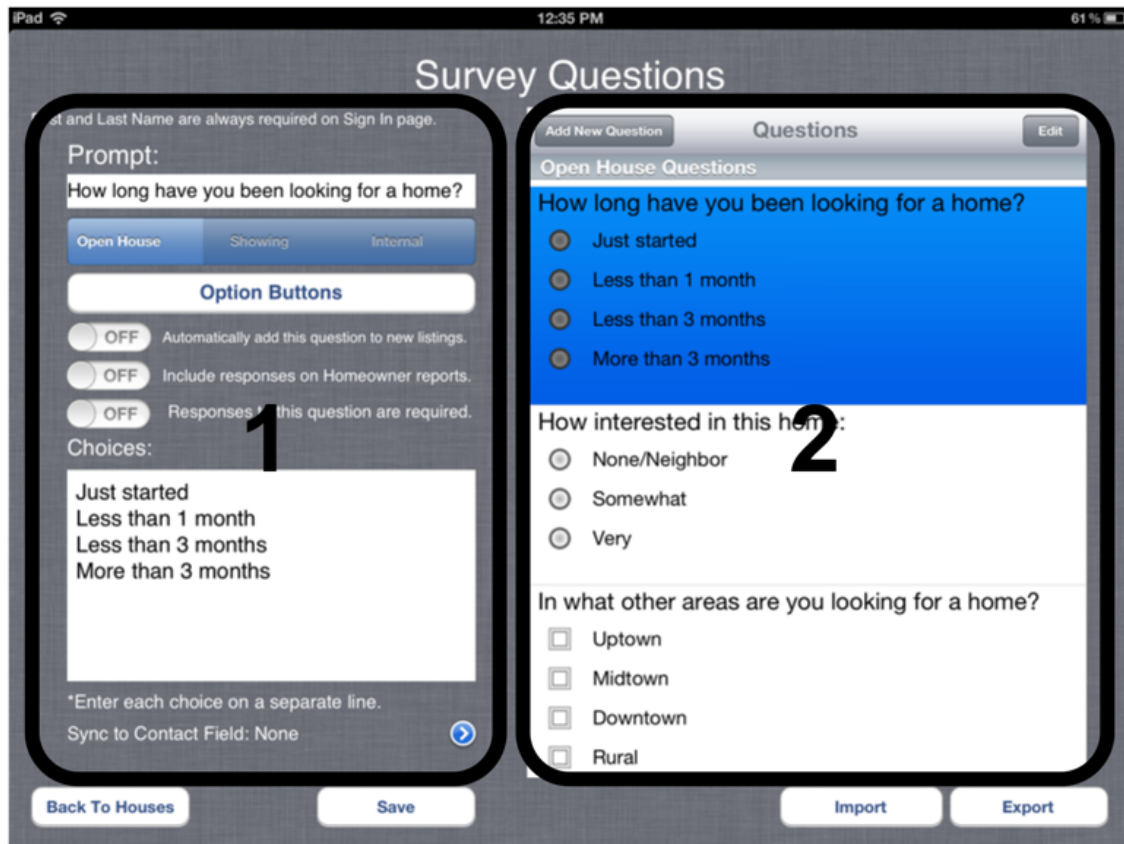 iPad 12:35 PM 61%
Survey Questions
and Last Name are always required on Sign In page.
Prompt:
How long have you been looking for a home?
Open House Showing Internal
Option Buttons
OFF Automatically add this question to new listings.
OFF Include responses on Homeowner reports.
OFF Responses this question are required.
1
Choices:
Just started
Less than 1 month
Less than 3 months
More than 3 months
*Enter each choice on a separate line.
Sync to Contact Field: None
Back To Houses Save
Add New Question Questions Edit
Open House Questions
How long have you been looking for a home?
Just started
Less than 1 month
Less than 3 months
More than 3 months
How interested in this home:
2
None/Neighbor
Somewhat
Very
In what other areas are you looking for a home?
Uptown
Midtown
Downtown
Rural
Import Export